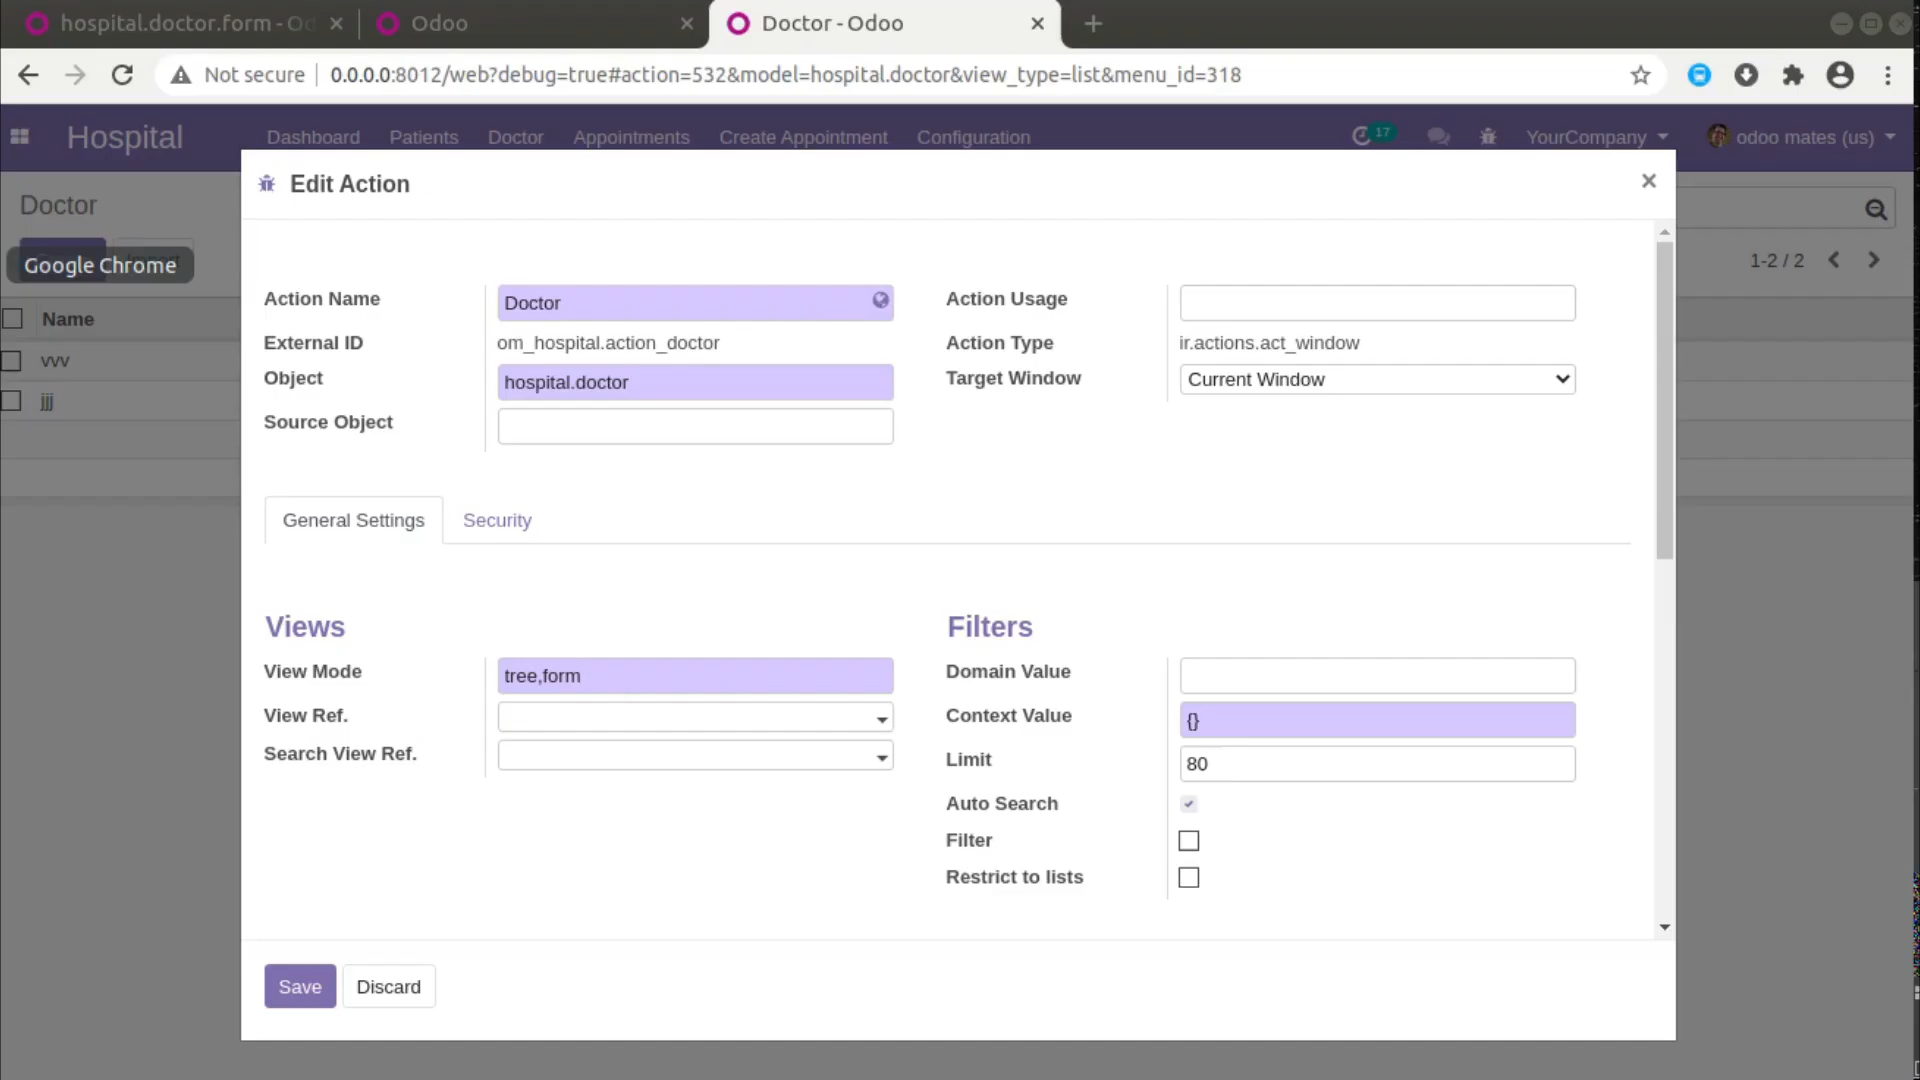 hospital.doctor.form - Od
Odoo
Doctor - Odoo
Not secure
0.0.0.0:8012/web?debug=true#action=532&model=hospital.doctor&view_type=list&menu_id=318
Hospital
Dashboard
Patients
Doctor
Appointments
Create Appointment
Configuration
17
YourCompany
odoo mates (us)
Doctor
Google Chrome
1-2 / 2
Name
vvv
jjj
Edit Action
Action Name
Doctor
External ID
om_hospital.action_doctor
Object
hospital.doctor
Source Object
Action Usage
Action Type
ir.actions.act_window
Target Window
Current Window
General Settings
Security
Views
View Mode
tree,form
View Ref.
Search View Ref.
Filters
Domain Value
Context Value
{}
Limit
80
Auto Search
Filter
Restrict to lists
Save
Discard